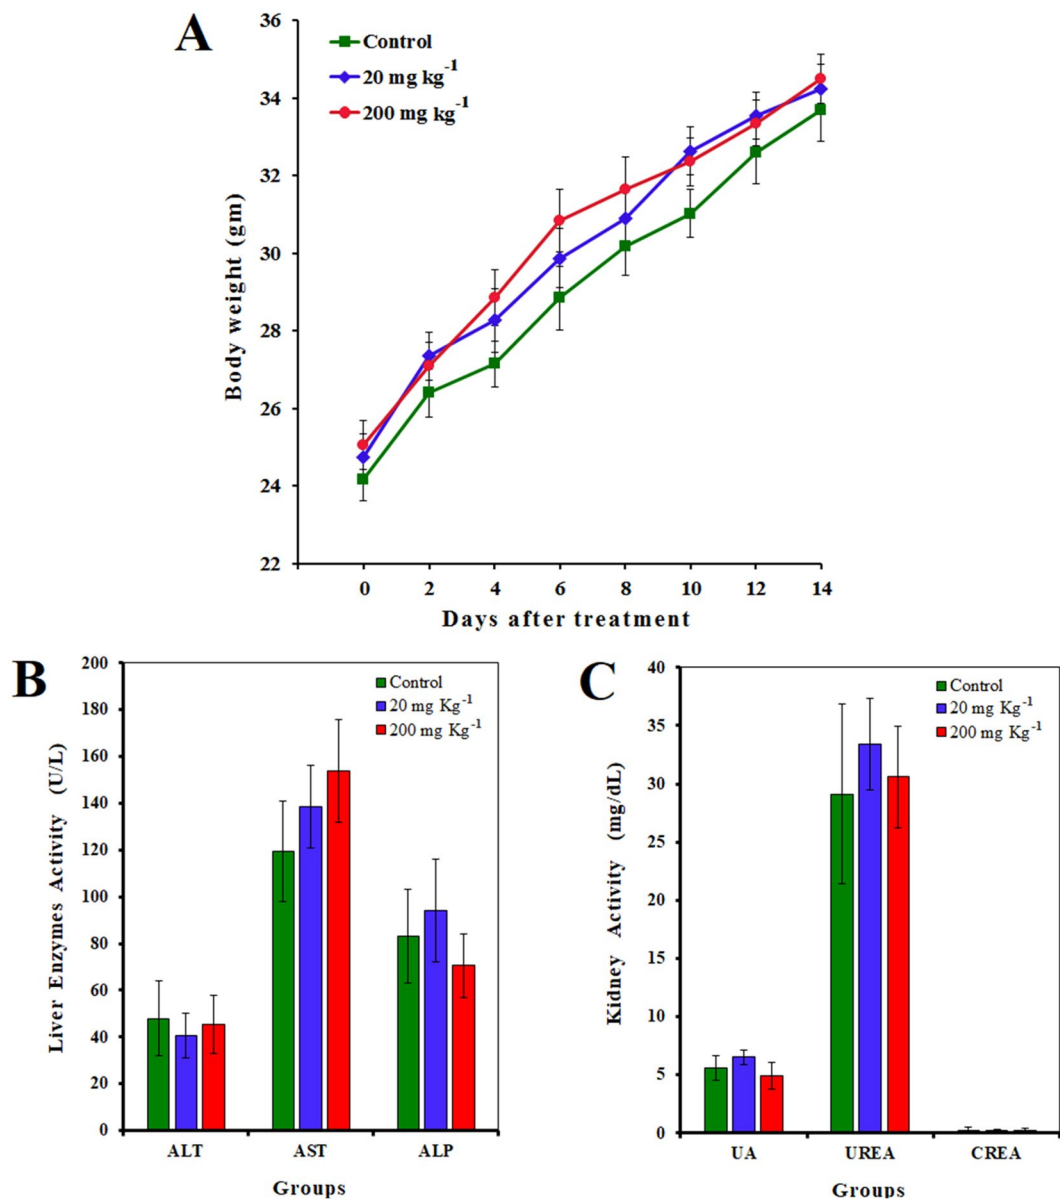 A
Control
20 mg kg⁻¹
200 mg kg⁻¹
36
34
32
30
28
26
24
22
Body weight (gm)
0 2 4 6 8 10 12 14
Days after treatment
B
Control
20 mg Kg⁻¹
200 mg Kg⁻¹
200
180
160
140
120
100
80
60
40
20
0
Liver Enzymes Activity (U/L)
ALT AST ALP
Groups
C
Control
20 mg Kg⁻¹
200 mg Kg⁻¹
40
35
30
25
20
15
10
5
0
Kidney Activity (mg/dL)
UA UREA CREA
Groups